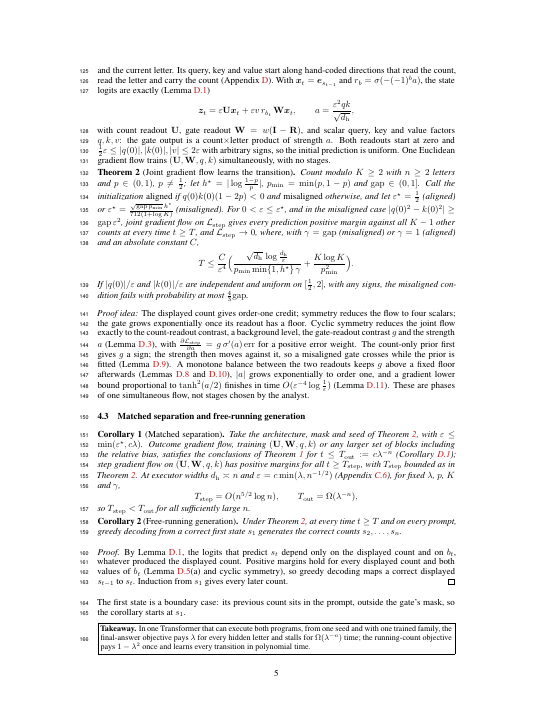 125 and the current letter. Its query, key and value start along hand-coded directions that read the count,
126 read the letter and carry the count (Appendix D). With x_t = e_{s_{t−1}} and r_b = σ(−(−1)^b a), the state
127 logits are exactly (Lemma D.1)
z_t = εUx_t + εv r_{b_t} Wx_t, a = ε²qk/√d_h,
128 with count readout U, gate readout W = w(I − R), and scalar query, key and value factors
129 q, k, v: the gate output is a count×letter product of strength a. Both readouts start at zero and
130 ½ε ≤ |q(0)|, |k(0)|, |v| ≤ 2ε with arbitrary signs, so the initial prediction is uniform. One Euclidean
131 gradient flow trains (U, W, q, k) simultaneously, with no stages.
132 Theorem 2 (Joint gradient flow learns the transition). Count modulo K ≥ 2 with n ≥ 2 letters
133 and p ∈ (0, 1), p ≠ ½; let h⋆ = |log (1−p)/p|, p_min = min(p, 1 − p) and gap ∈ (0, 1]. Call the
134 initialization aligned if q(0)k(0)(1 − 2p) < 0 and misaligned otherwise, and let ε⋆ = ½ (aligned)
135 (misaligned). For 0 < ε ≤ ε⋆, and in the misaligned case |q(0)² − k(0)²| ≥
136 gap ε², joint gradient flow on ℒ_step gives every prediction positive margin against all K − 1 other
137 counts at every time t ≥ T, and ℒ_step → 0, where, with γ = gap (misaligned) or γ = 1 (aligned)
138 and an absolute constant C,
T ≤ C/ε⁴ ( √d_h log (d_h/ε) / (p_min min{1, h⋆} γ) + K log K / p²_min ).
139 If |q(0)|/ε and |k(0)|/ε are independent and uniform on [½, 2], with any signs, the misaligned con-
140 dition fails with probability at most gap.
141 Proof idea: The displayed count gives order-one credit; symmetry reduces the flow to four scalars;
142 the gate grows exponentially once its readout has a floor. Cyclic symmetry reduces the joint flow
143 exactly to the count-readout contrast, a background level, the gate-readout contrast g and the strength
144 a (Lemma D.3), with ∂ℒ_step/∂a = g σ′(a) err for a positive error weight. The count-only prior first
145 gives g a sign; the strength then moves against it, so a misaligned gate crosses while the prior is
146 fitted (Lemma D.9). A monotone balance between the two readouts keeps g above a fixed floor
147 afterwards (Lemmas D.8 and D.10), |a| grows exponentially to order one, and a gradient lower
148 bound proportional to tanh²(a/2) finishes in time O(ε⁻⁴ log 1/ε) (Lemma D.11). These are phases
149 of one simultaneous flow, not stages chosen by the analyst.
150 4.3 Matched separation and free-running generation
151 Corollary 1 (Matched separation). Take the architecture, mask and seed of Theorem 2, with ε ≤
152 min(ε⋆, cλ). Outcome gradient flow, training (U, W, q, k) or any larger set of blocks including
153 the relative bias, satisfies the conclusions of Theorem 1 for t ≤ T_out := cλ⁻ⁿ (Corollary D.1);
154 step gradient flow on (U, W, q, k) has positive margins for all t ≥ T_step, with T_step bounded as in
155 Theorem 2. At executor widths d_h ≍ n and ε = c min(λ, n^{−1/2}) (Appendix C.6), for fixed λ, p, K
156 and γ,
T_step = O(n^{5/2} log n), T_out = Ω(λ⁻ⁿ),
157 so T_step < T_out for all sufficiently large n.
158 Corollary 2 (Free-running generation). Under Theorem 2, at every time t ≥ T and on every prompt,
159 greedy decoding from a correct first state s_1 generates the correct counts s_2, . . . , s_n.
160 Proof. By Lemma D.1, the logits that predict s_t depend only on the displayed count and on b_t,
161 whatever produced the displayed count. Positive margins hold for every displayed count and both
162 values of b_t (Lemma D.5(a) and cyclic symmetry), so greedy decoding maps a correct displayed
163 s_{t−1} to s_t. Induction from s_1 gives every later count. □
164 The first state is a boundary case: its previous count sits in the prompt, outside the gate's mask, so
165 the corollary starts at s_1.
Takeaway. In one Transformer that can execute both programs, from one seed and with one trained family, the
166 final-answer objective pays λ for every hidden letter and stalls for Ω(λ⁻ⁿ) time; the running-count objective
pays 1 − λ² once and learns every transition in polynomial time.
5